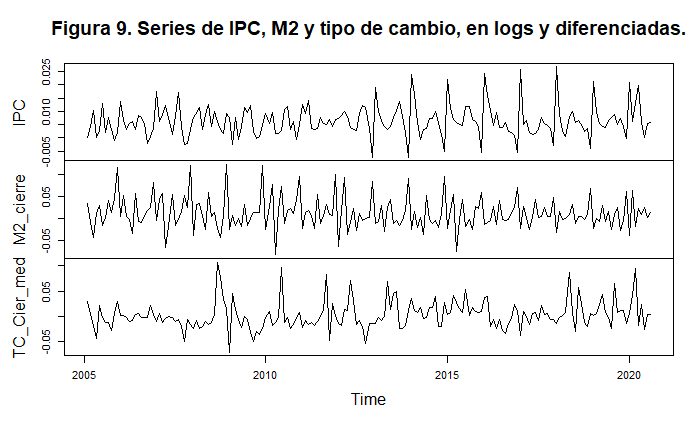 Figura 9. Series de IPC, M2 y tipo de cambio, en logs y diferenciadas.
IPC
-0.005 0.010 0.025
M2_cierre
-0.05 0.05
TC_Cier_med
-0.05 0.05
2005 2010 2015 2020
Time